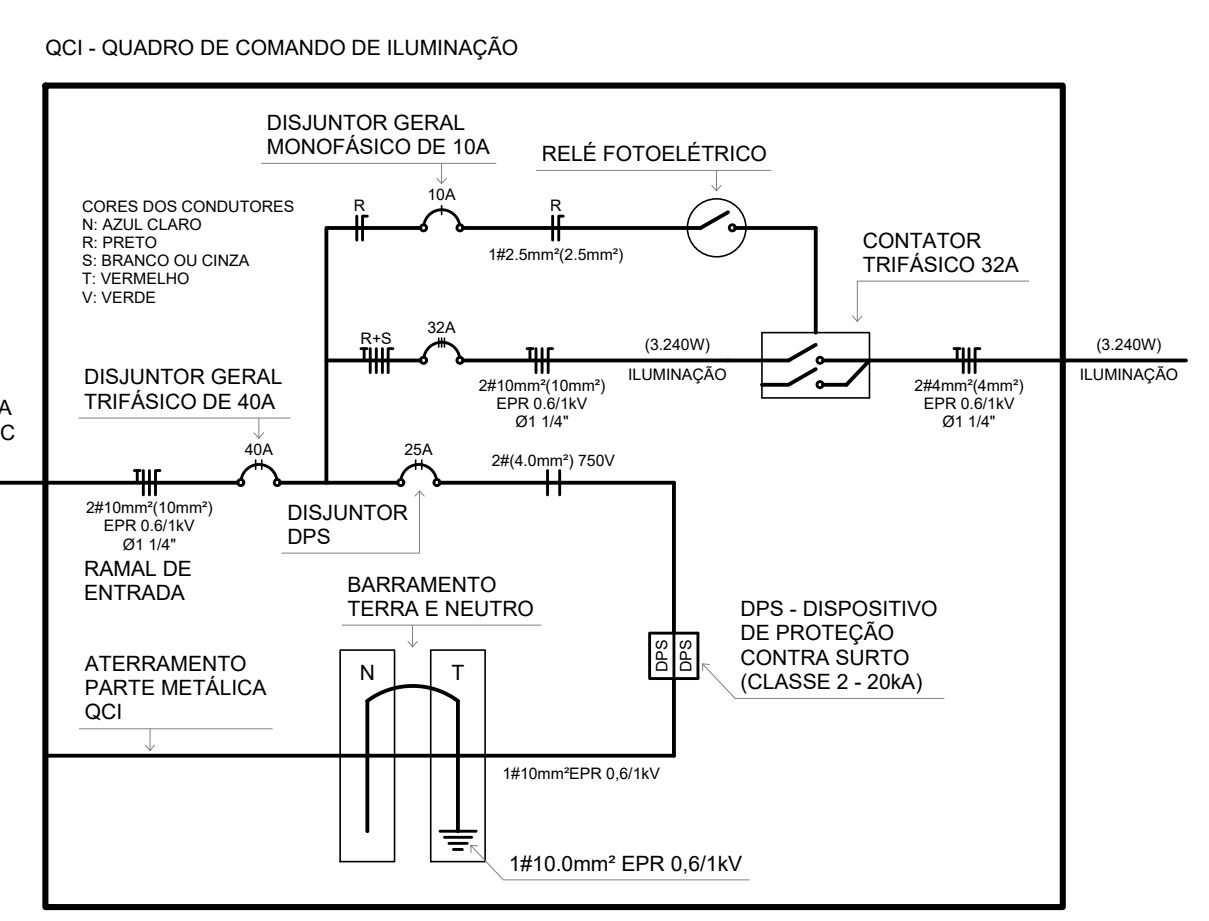 QCI - QUADRO DE COMANDO DE ILUMINAÇÃO
DISJUNTOR GERAL
MONOFÁSICO DE 10A
RELÉ FOTOELÉTRICO
CORES DOS CONDUTORES
N: AZUL CLARO
R: PRETO
S: BRANCO OU CINZA
T: VERMELHO
V: VERDE
R
10A
R
1#2.5mm²(2.5mm²)
CONTATOR
TRIFÁSICO 32A
R+S
32A
2#10mm²(10mm²)
EPR 0.6/1kV
Ø1 1/4"
(3.240W)
ILUMINAÇÃO
2#4mm²(4mm²)
EPR 0.6/1kV
Ø1 1/4"
(3.240W)
ILUMINAÇÃO
DISJUNTOR GERAL
TRIFÁSICO DE 40A
A
C
40A
25A
2#(4.0mm²) 750V
2#10mm²(10mm²)
EPR 0.6/1kV
Ø1 1/4"
RAMAL DE
ENTRADA
DISJUNTOR
DPS
BARRAMENTO
TERRA E NEUTRO
N
T
DPS
DPS
DPS - DISPOSITIVO
DE PROTEÇÃO
CONTRA SURTO
(CLASSE 2 - 20kA)
ATERRAMENTO
PARTE METÁLICA
QCI
1#10mm²EPR 0,6/1kV
1#10.0mm² EPR 0,6/1kV